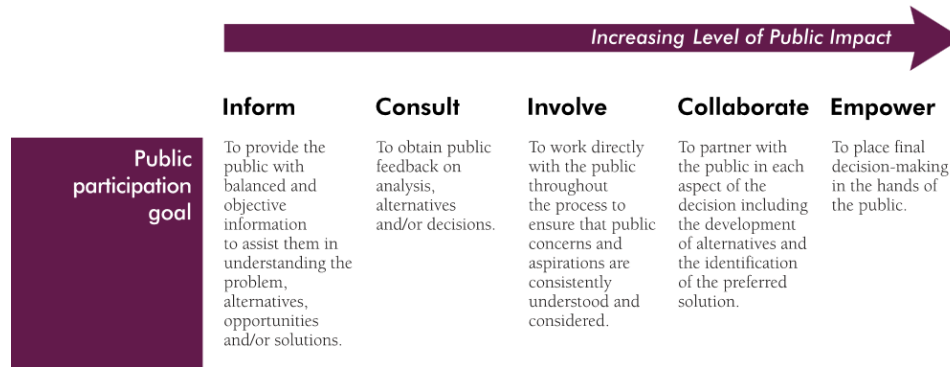 Increasing Level of Public Impact
Inform
Consult
Involve
Collaborate
Empower
Public
participation
goal
To provide the
public with
balanced and
objective
information
to assist them in
understanding the
problem,
alternatives,
opportunities
and/or solutions.
To obtain public
feedback on
analysis,
alternatives
and/or decisions.
To work directly
with the public
throughout
the process to
ensure that public
concerns and
aspirations are
consistently
understood and
considered.
To partner with
the public in each
aspect of the
decision including
the development
of alternatives and
the identification
of the preferred
solution.
To place final
decision-making
in the hands of
the public.